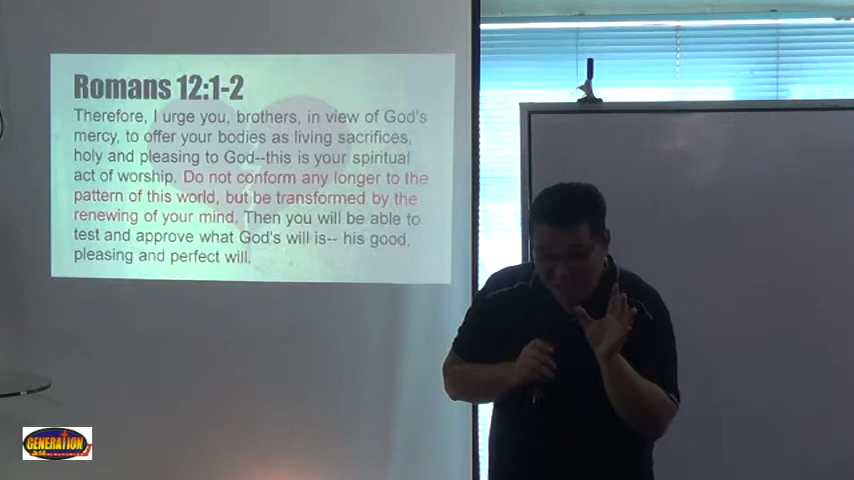 Romans 12:1-2
Therefore, I urge you, brothers, in view of God's
mercy, to offer your bodies as living sacrifices,
holy and pleasing to God--this is your spiritual
act of worship. Do not conform any longer to the
pattern of this world, but be transformed by the
renewing of your mind. Then you will be able to
test and approve what God's will is-- his good,
pleasing and perfect will.
GENERATION